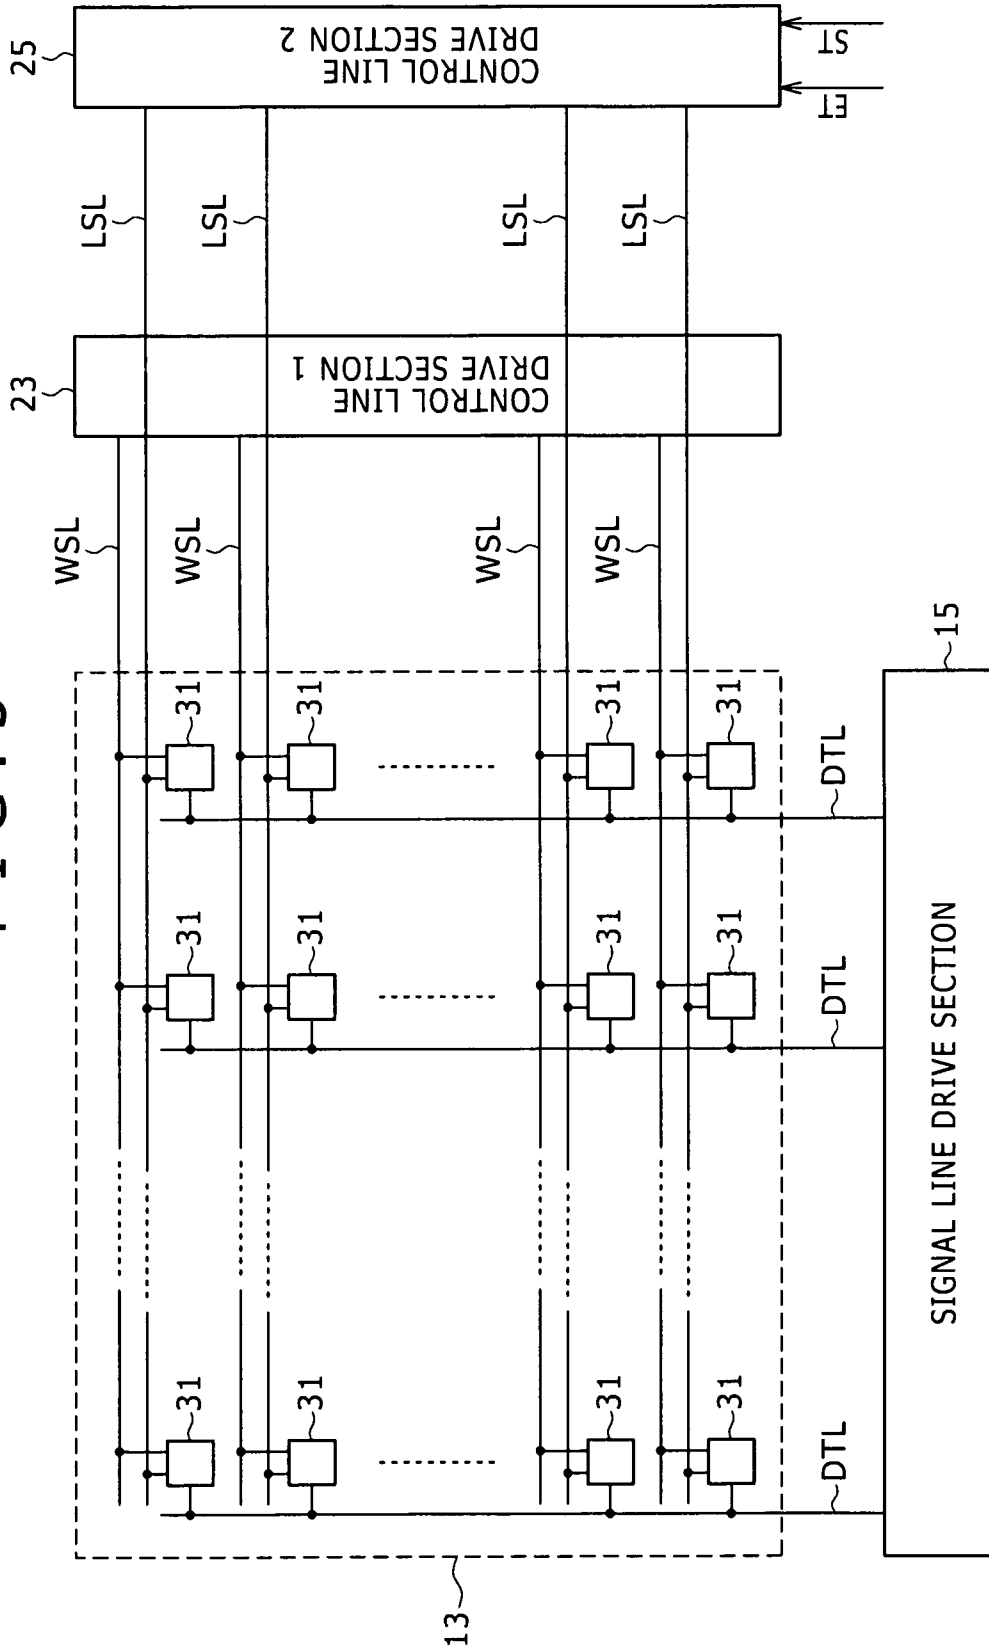 23
25
WSL
LSL
31
31
31
WSL
LSL
31
31
31
CONTROL LINE
DRIVE SECTION 1
CONTROL LINE
DRIVE SECTION 2
13
WSL
LSL
31
31
31
WSL
LSL
31
31
31
DTL
DTL
DTL
ET
ST
SIGNAL LINE DRIVE SECTION
15